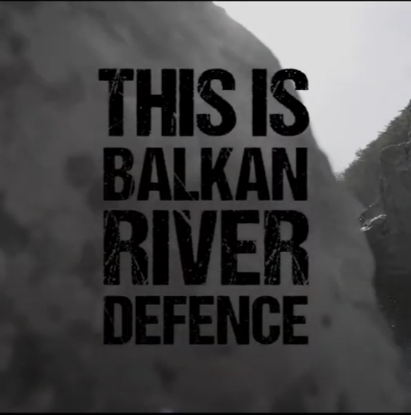 THIS IS
BALKAN
RIVER
DEFENCE